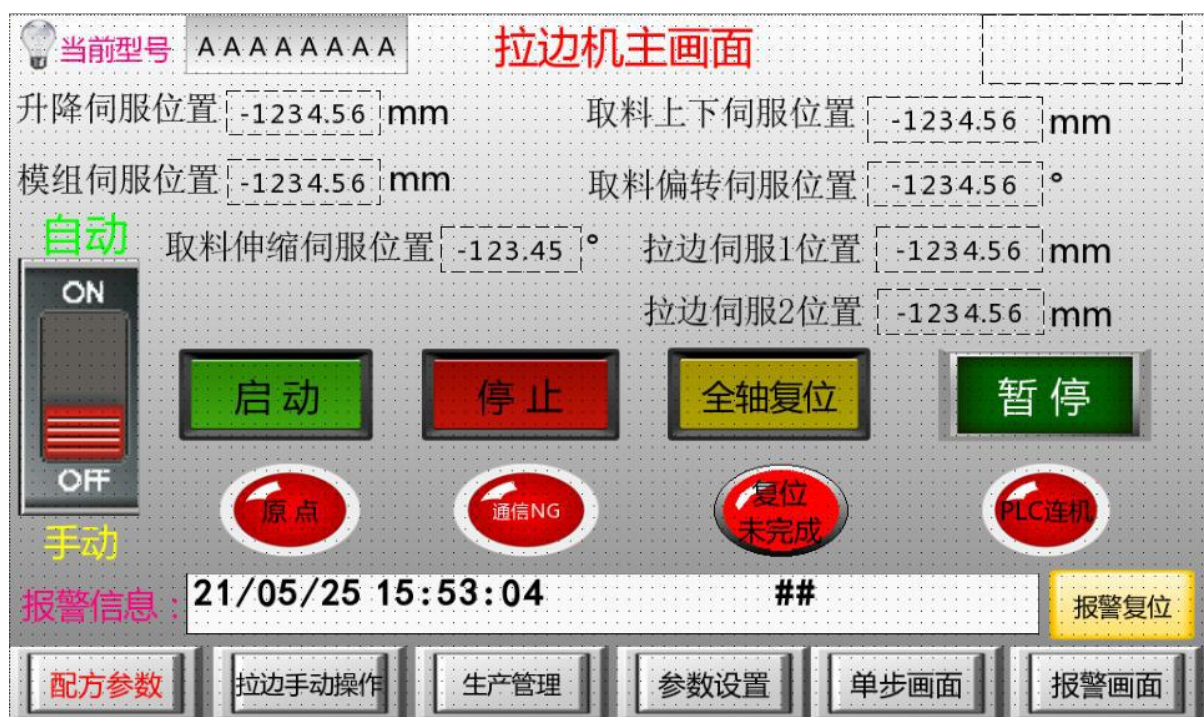 当前型号 AAAAAAAA 拉边机主画面
升降伺服位置 -1234.56 mm 取料上下伺服位置 -1234.56 mm
模组伺服位置 -1234.56 mm 取料偏转伺服位置 -1234.56 °
自动
取料伸缩伺服位置 -123.45 ° 拉边伺服1位置 -1234.56 mm
ON
拉边伺服2位置 -1234.56 mm
启动 停止 全轴复位 暂停
OFF
原点 通信NG 复位
未完成 PLC连机
手动
报警信息: 21/05/25 15:53:04 ## 报警复位
配方参数 拉边手动操作 生产管理 参数设置 单步画面 报警画面